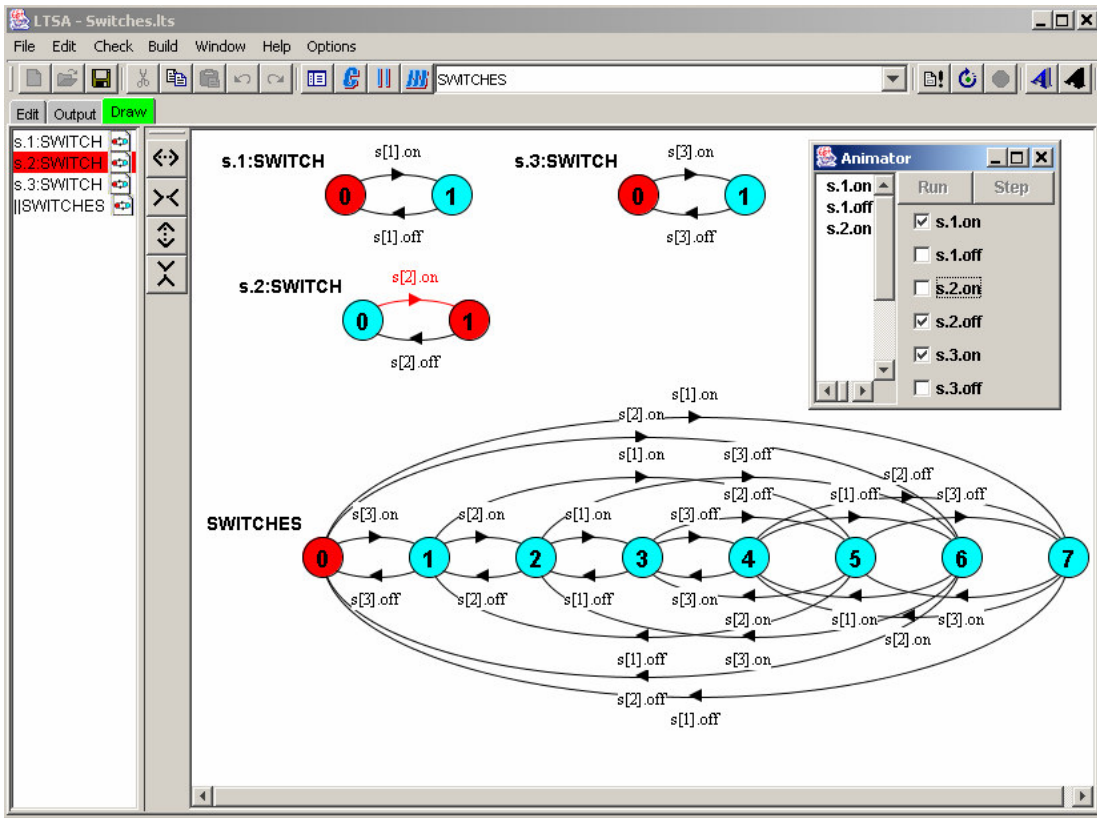 LTSA - Switches.lts
File Edit Check Build Window Help Options
SWITCHES
Edit Output Draw
s.1:SWITCH
s.2:SWITCH
s.3:SWITCH
||SWITCHES
s.1:SWITCH
s[1].on
0 1
s[1].off
s.3:SWITCH
s[3].on
0 1
s[3].off
s.2:SWITCH
s[2].on
0 1
s[2].off
Animator
s.1.on
s.1.off
s.2.on
Run Step
s.1.on
s.1.off
s.2.on
s.2.off
s.3.on
s.3.off
s[1].on
s[2].on
s[1].on s[3].off s[2].off
s[2].off s[1].off s[3].off
SWITCHES
s[3].on s[2].on s[1].on s[3].off
0 1 2 3 4 5 6 7
s[3].off s[2].off s[1].off s[3].on
s[2].on s[1].on s[3].on
s[1].off s[3].on s[2].on
s[2].off
s[1].off